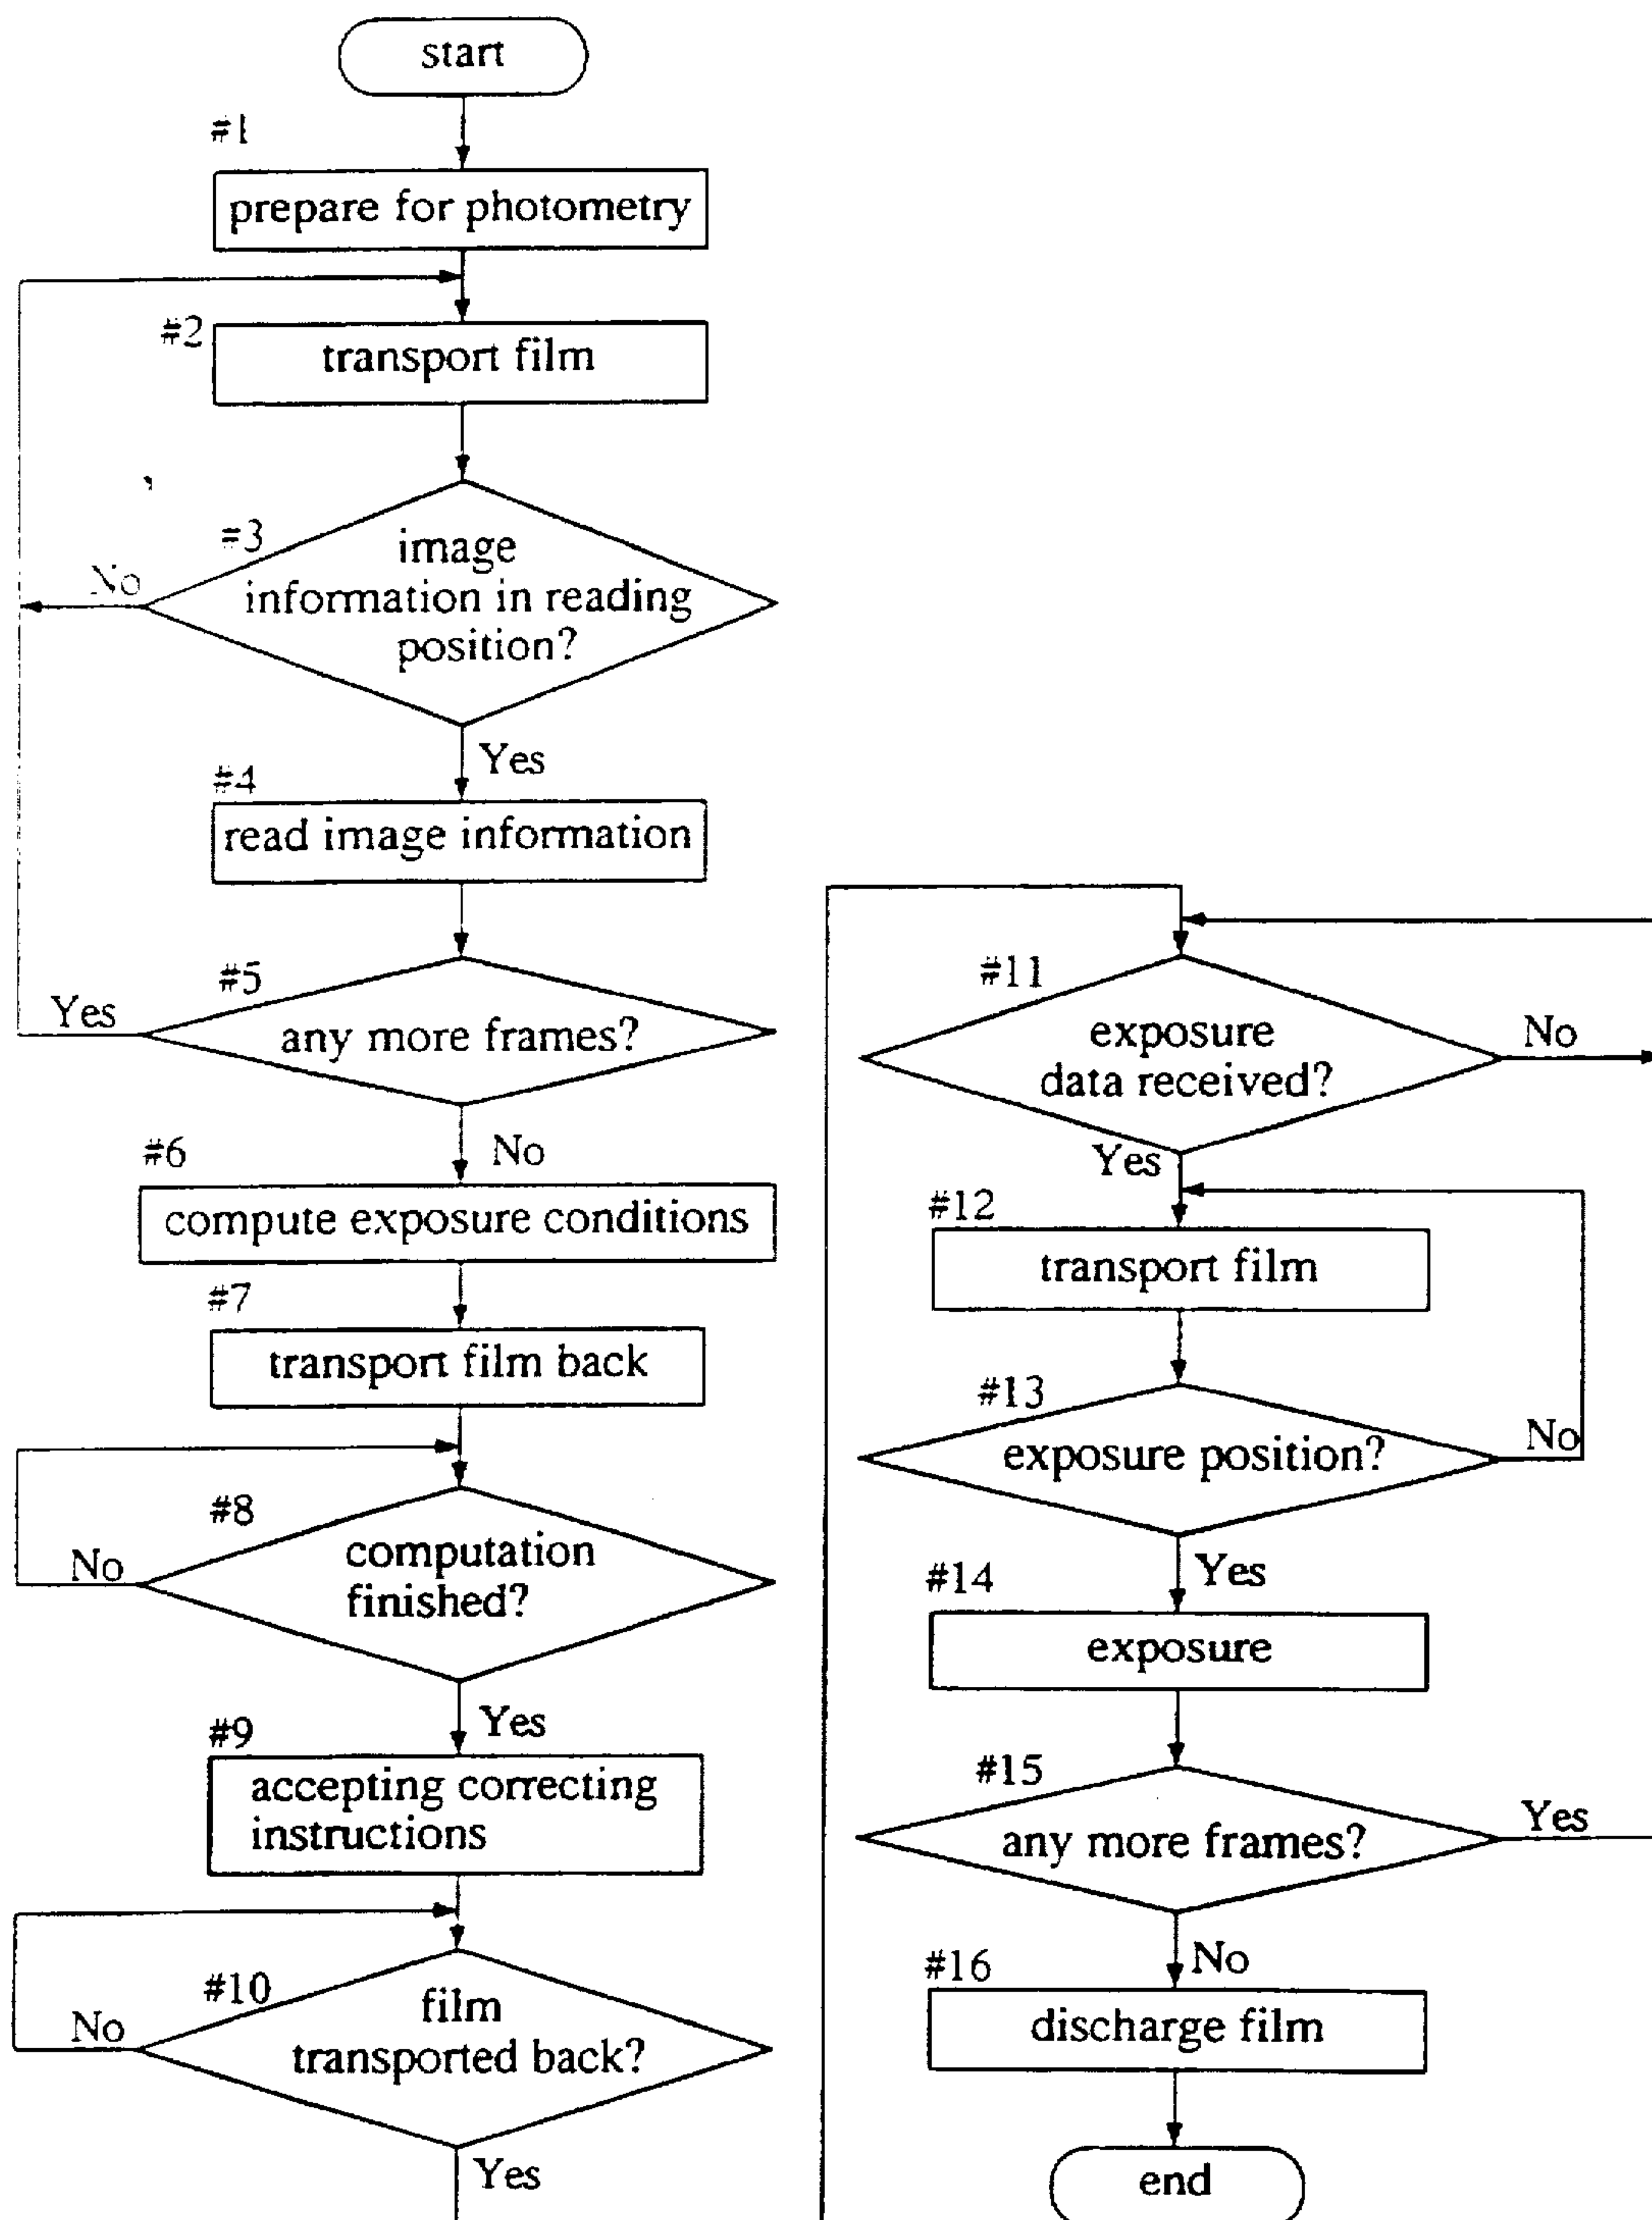 start
#1
prepare for photometry
#2
transport film
#3
image
information in reading
position?
No
Yes
#4
read image information
#5
any more frames?
Yes
No
#6
compute exposure conditions
#7
transport film back
#8
computation
finished?
No
Yes
#9
accepting correcting
instructions
#10
film
transported back?
No
Yes
#11
exposure
data received?
No
Yes
#12
transport film
#13
exposure position?
No
Yes
#14
exposure
#15
any more frames?
Yes
No
#16
discharge film
end